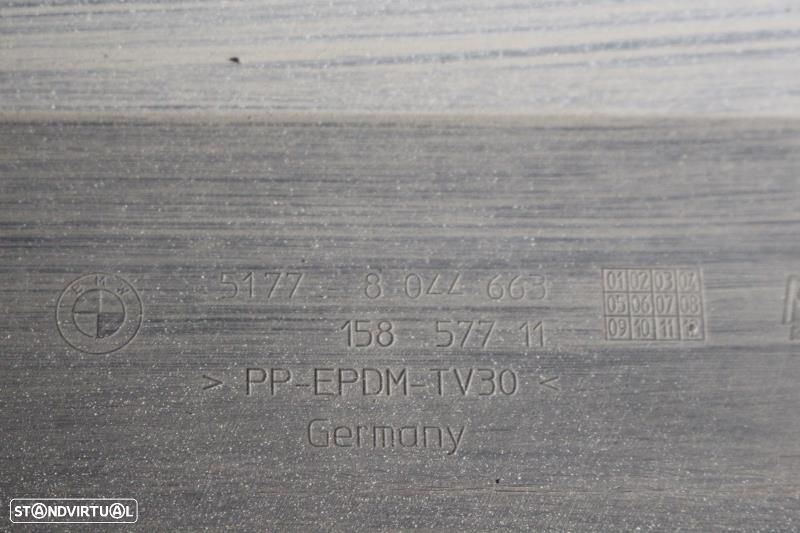 BMW
5177 - 8 044 663
158 577 11
> PP-EPDM-TV30 <
Germany
01 02 03 04
05 06 07 08
09 10 11
STANDVIRTUAL